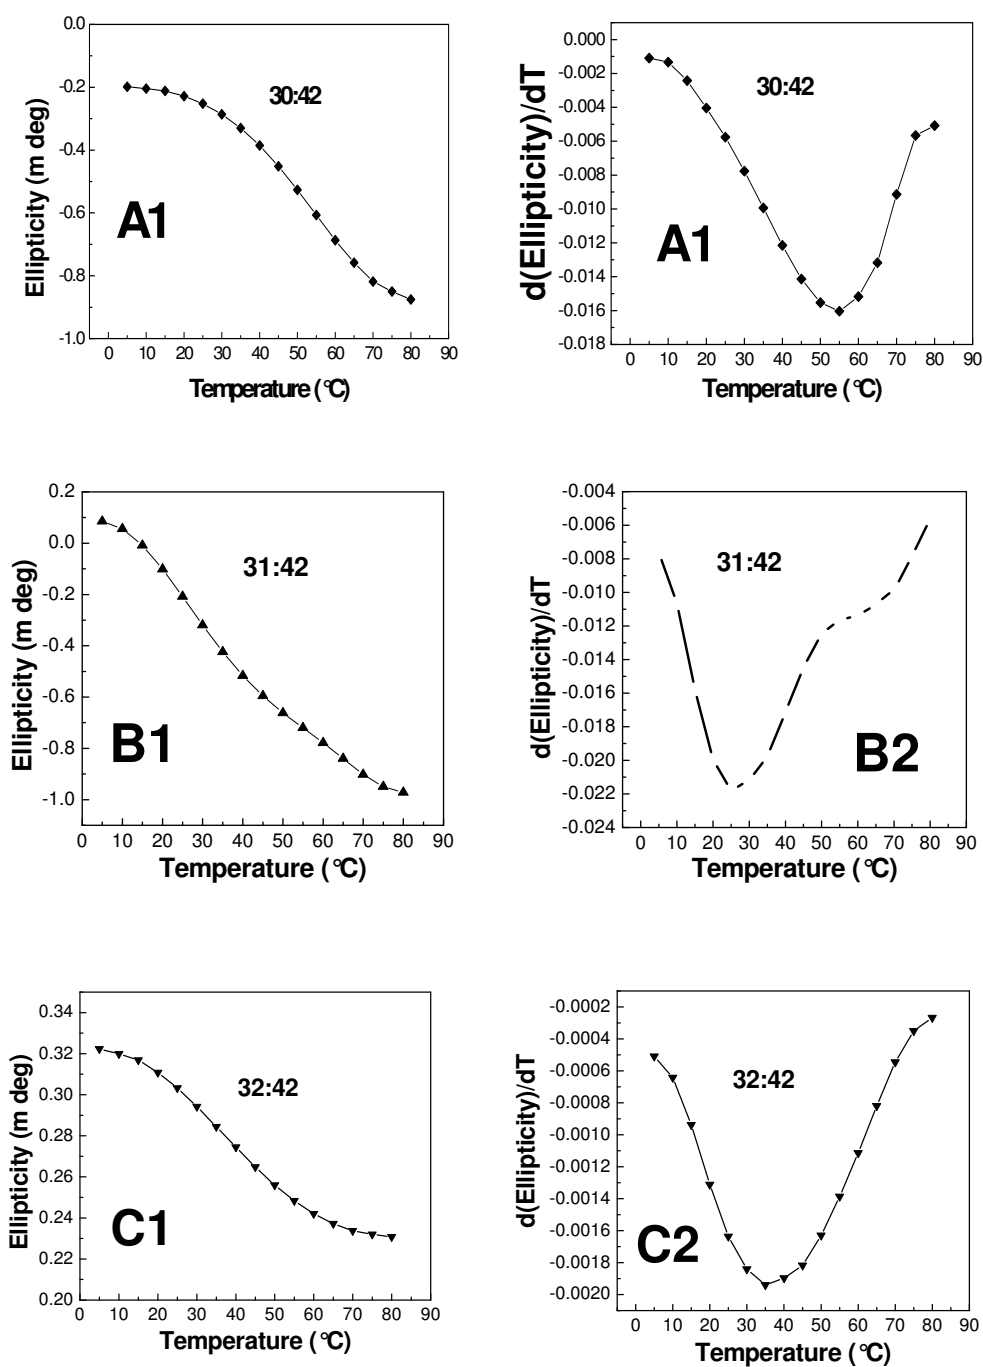 0.0
-0.2
-0.4
-0.6
-0.8
-1.0
Ellipticity (m deg)
30:42
A1
0 10 20 30 40 50 60 70 80 90
Temperature (°C)
0.000
-0.002
-0.004
-0.006
-0.008
-0.010
-0.012
-0.014
-0.016
-0.018
d(Ellipticity)/dT
30:42
A1
0 10 20 30 40 50 60 70 80 90
Temperature (°C)
0.2
0.0
-0.2
-0.4
-0.6
-0.8
-1.0
Ellipticity (m deg)
31:42
B1
0 10 20 30 40 50 60 70 80 90
Temperature (°C)
-0.004
-0.006
-0.008
-0.010
-0.012
-0.014
-0.016
-0.018
-0.020
-0.022
-0.024
d(Ellipticity)/dT
31:42
B2
0 10 20 30 40 50 60 70 80 90
Temperature (°C)
0.34
0.32
0.30
0.28
0.26
0.24
0.22
0.20
Ellipticity (m deg)
32:42
C1
0 10 20 30 40 50 60 70 80 90
Temperature (°C)
-0.0002
-0.0004
-0.0006
-0.0008
-0.0010
-0.0012
-0.0014
-0.0016
-0.0018
-0.0020
d(Ellipticity)/dT
32:42
C2
0 10 20 30 40 50 60 70 80 90
Temperature (°C)